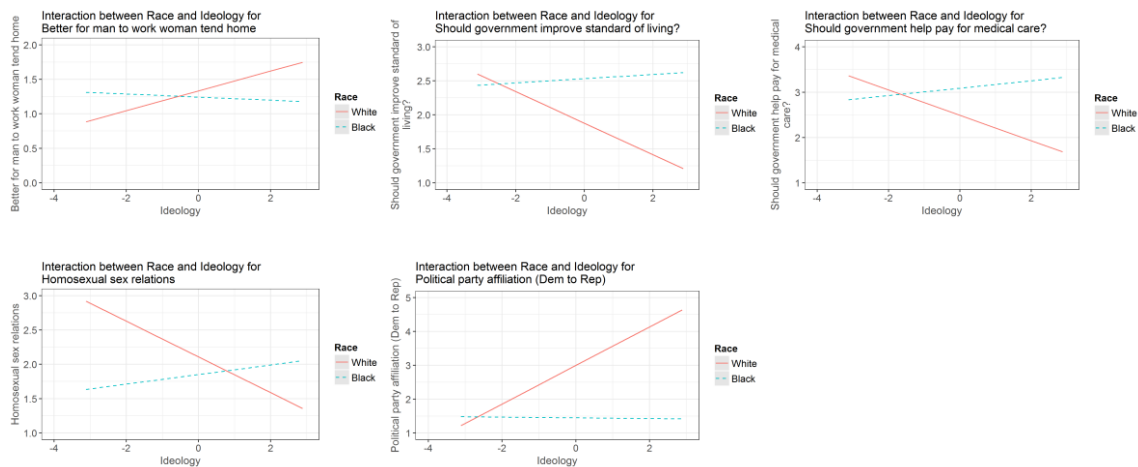 Interaction between Race and Ideology for
Better for man to work woman tend home
Better for man to work woman tend home
2.0
1.5
1.0
0.5
0.0
-4
-2
0
2
Ideology
Race
White
Black
Interaction between Race and Ideology for
Should government improve standard of living?
Should government improve standard of
living?
3.0
2.5
2.0
1.5
1.0
-4
-2
0
2
Ideology
Race
White
Black
Interaction between Race and Ideology for
Should government help pay for medical care?
Should government help pay for medical
care?
4
3
2
1
-4
-2
0
2
Ideology
Race
White
Black
Interaction between Race and Ideology for
Homosexual sex relations
Homosexual sex relations
3.0
2.5
2.0
1.5
1.0
-4
-2
0
2
Ideology
Race
White
Black
Interaction between Race and Ideology for
Political party affiliation (Dem to Rep)
Political party affiliation (Dem to Rep)
5
4
3
2
1
-4
-2
0
2
Ideology
Race
White
Black